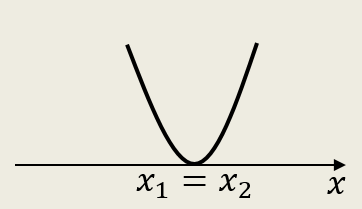 x₁ = x₂ x